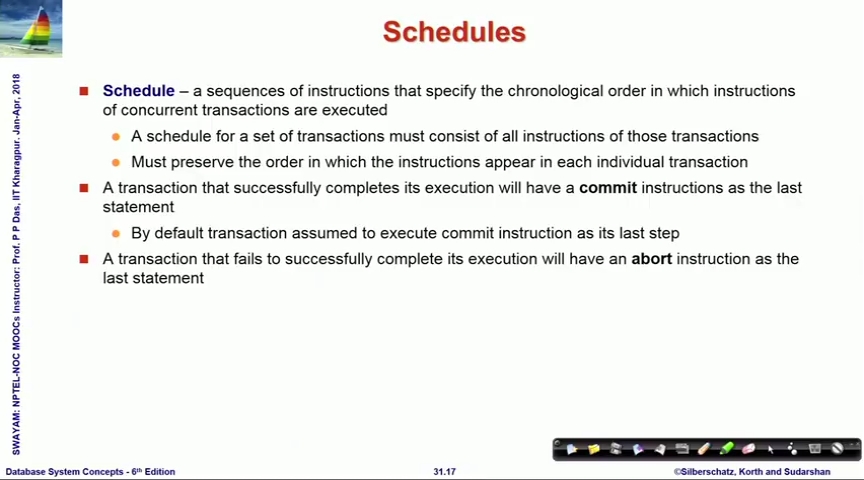 Schedules
Schedule – a sequences of instructions that specify the chronological order in which instructions
of concurrent transactions are executed
A schedule for a set of transactions must consist of all instructions of those transactions
Must preserve the order in which the instructions appear in each individual transaction
A transaction that successfully completes its execution will have a commit instructions as the last
statement
By default transaction assumed to execute commit instruction as its last step
A transaction that fails to successfully complete its execution will have an abort instruction as the
last statement
SWAYAM: NPTEL-NOC MOOCs Instructor: Prof. P P Das, IIT Kharagpur. Jan-Apr, 2018
Database System Concepts - 6th Edition
31.17
©Silberschatz, Korth and Sudarshan